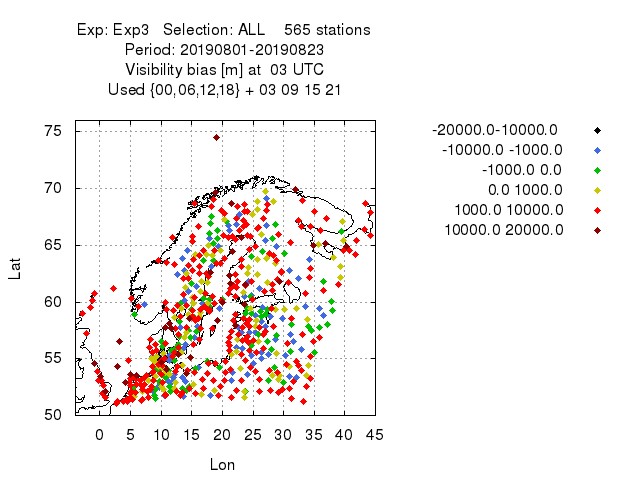 Exp: Exp3 Selection: ALL 565 stations
Period: 20190801-20190823
Visibility bias [m] at 03 UTC
Used {00,06,12,18} + 03 09 15 21
-20000.0-10000.0
-10000.0 -1000.0
-1000.0 0.0
0.0 1000.0
1000.0 10000.0
10000.0 20000.0
75
70
65
60
55
50
Lat
0 5 10 15 20 25 30 35 40 45
Lon